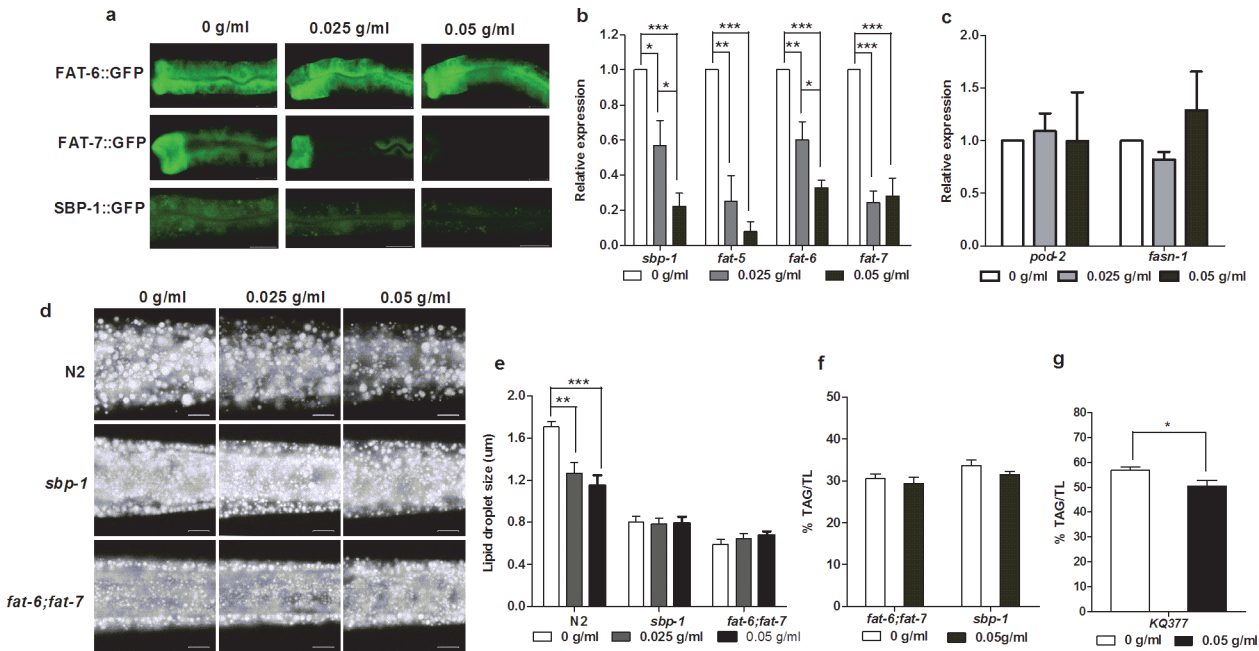 a
0 g/ml 0.025 g/ml 0.05 g/ml
FAT-6::GFP
FAT-7::GFP
SBP-1::GFP
b
Relative expression
1.2
1.0
0.8
0.6
0.4
0.2
0.0
*** *** *** ***
* ** ** ***
* *
sbp-1 fat-5 fat-6 fat-7
0 g/ml 0.025 g/ml 0.05 g/ml
c
Relative expression
2.0
1.5
1.0
0.5
0.0
pod-2 fasn-1
0 g/ml 0.025 g/ml 0.05 g/ml
d
0 g/ml 0.025 g/ml 0.05 g/ml
N2
sbp-1
fat-6;fat-7
e
Lipid droplet size (um)
2.0
1.6
1.2
0.8
0.4
0.0
***
**
N2 sbp-1 fat-6;fat-7
0 g/ml 0.025 g/ml 0.05 g/ml
f
% TAG/TL
50
40
30
20
10
0
fat-6;fat-7 sbp-1
0 g/ml 0.05g/ml
g
% TAG/TL
80
70
60
50
40
30
20
10
0
*
KQ377
0 g/ml 0.05 g/ml